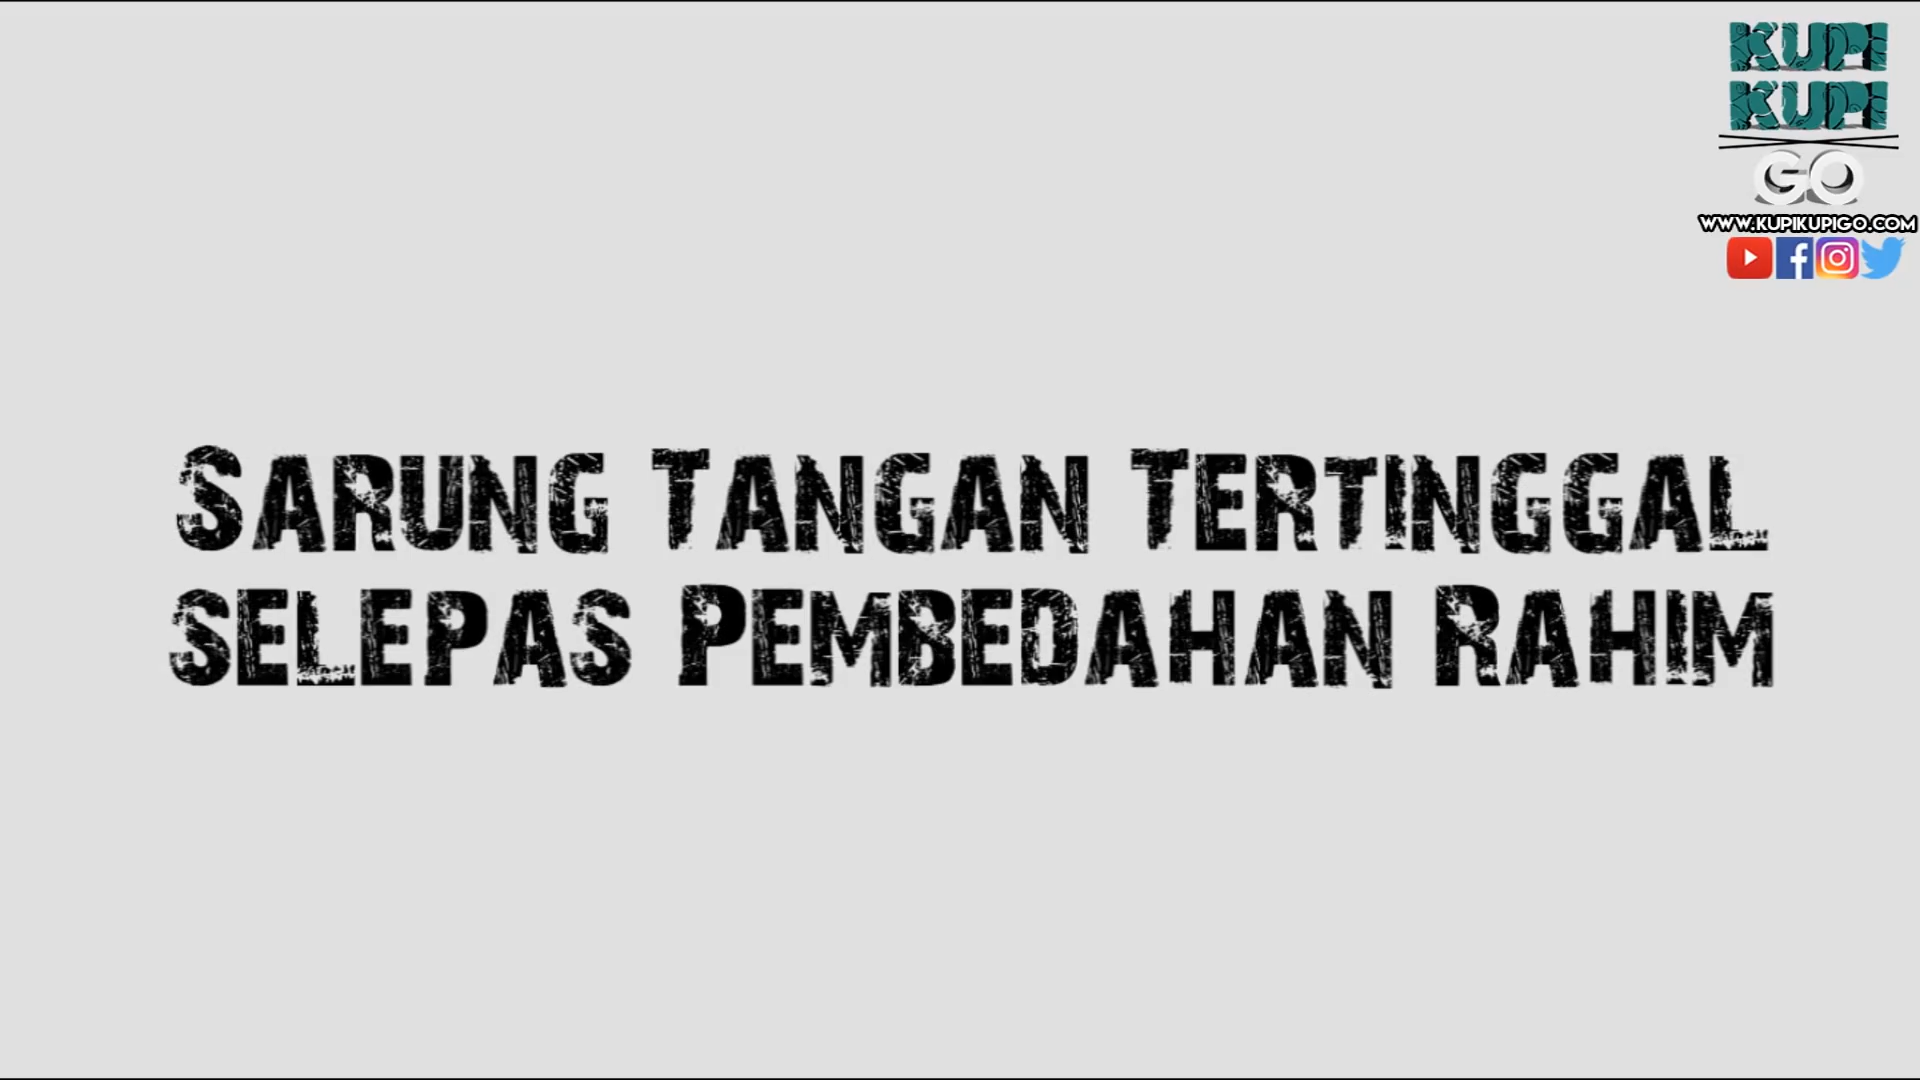 KUPI
KUPI
GO
WWW.KUPIKUPIGO.COM
SARUNG TANGAN TERTINGGAL
SELEPAS PEMBEDAHAN RAHIM